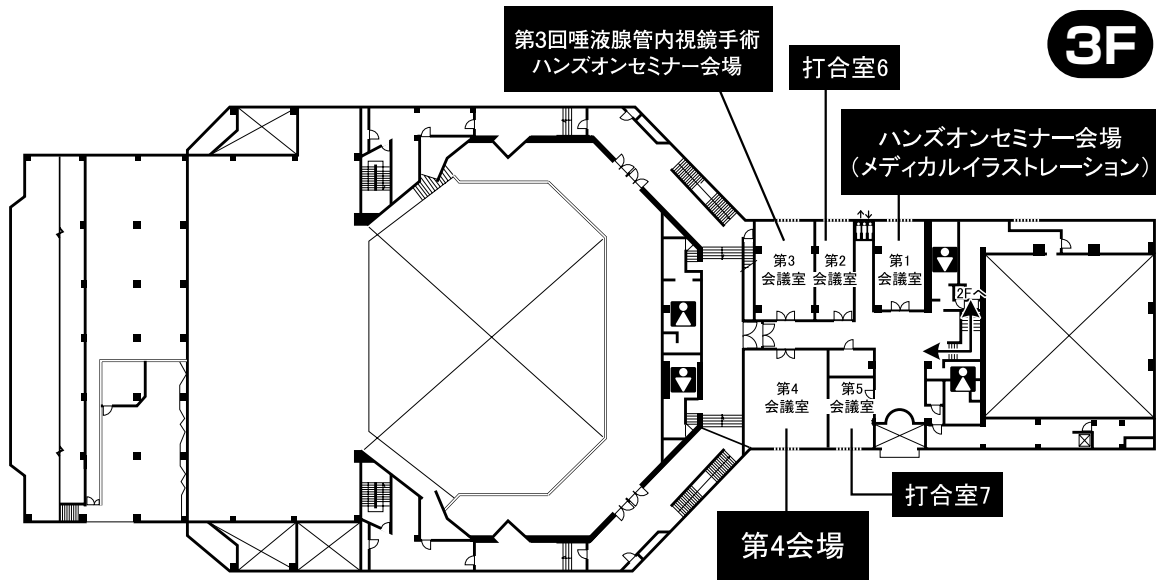 3F
第3回唾液腺管内視鏡手術
ハンズオンセミナー会場
打合室6
ハンズオンセミナー会場
(メディカルイラストレーション)
第3
会議室
第2
会議室
第1
会議室
2Fへ
第4
会議室
第5
会議室
打合室7
第4会場